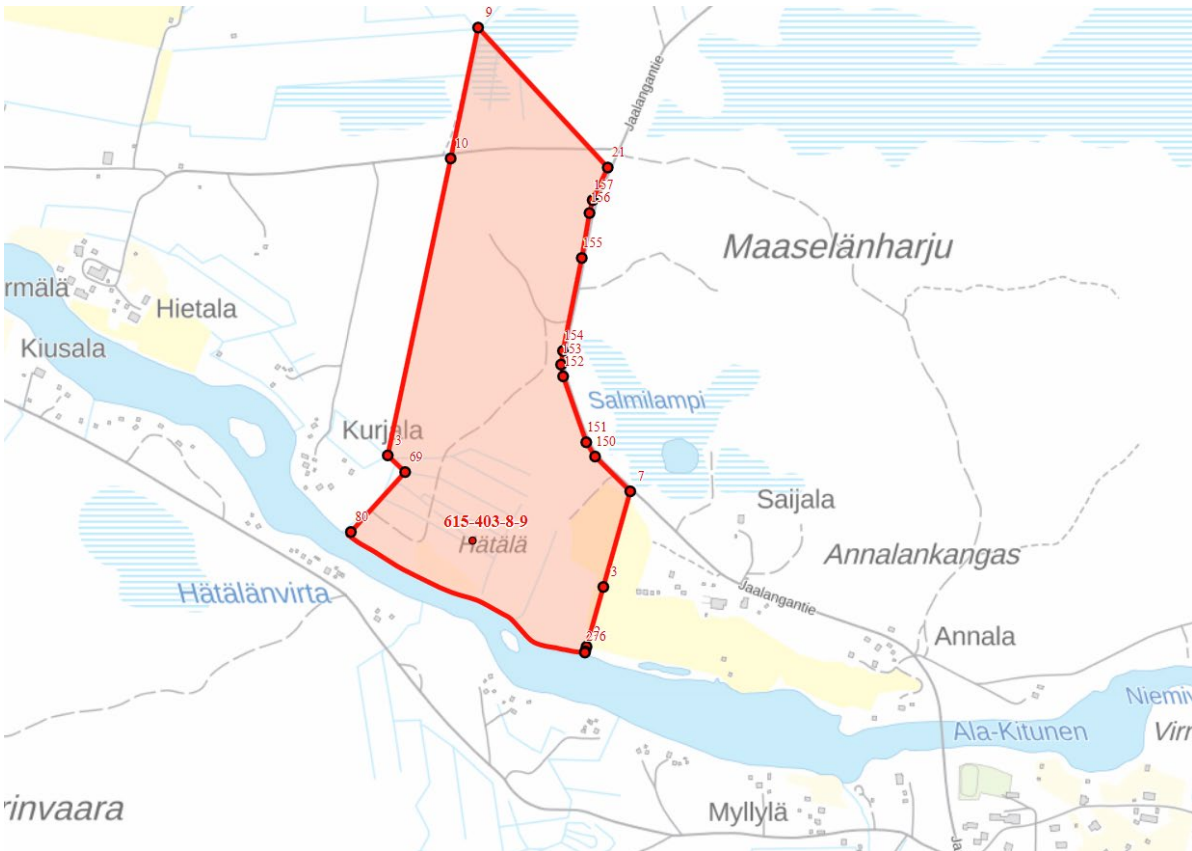 9
Jaalangantie
10
21
157
156
155
Maaselänharju
rmälä
Hietala
Kiusala
154
153
152
Salmilampi
Kurjala
151
3
150
69
7
Saijala
80
615-403-8-9
Hätälä
Annalankangas
3
Hätälänvirta
Jaalangantie
276
Annala
Niemiv
Ala-Kitunen
Virr
rinvaara
Myllylä
Ja